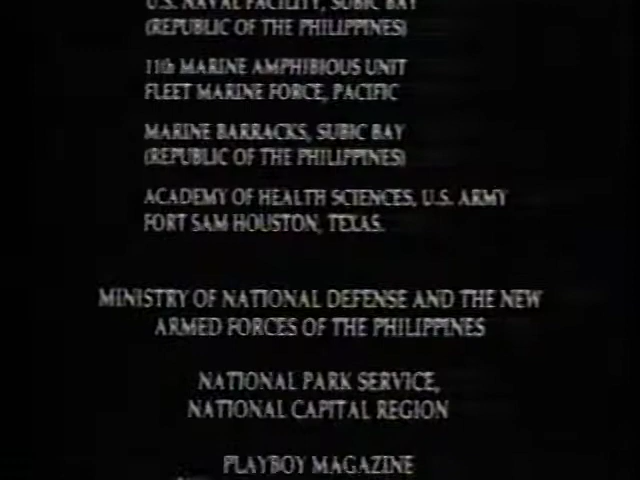 U.S. NAVAL FACILITY, SUBIC BAY
(REPUBLIC OF THE PHILIPPINES)
11th MARINE AMPHIBIOUS UNIT
FLEET MARINE FORCE, PACIFIC
MARINE BARRACKS, SUBIC BAY
(REPUBLIC OF THE PHILIPPINES)
ACADEMY OF HEALTH SCIENCES, U.S. ARMY
FORT SAM HOUSTON, TEXAS.
MINISTRY OF NATIONAL DEFENSE AND THE NEW
ARMED FORCES OF THE PHILIPPINES
NATIONAL PARK SERVICE,
NATIONAL CAPITAL REGION
PLAYBOY MAGAZINE